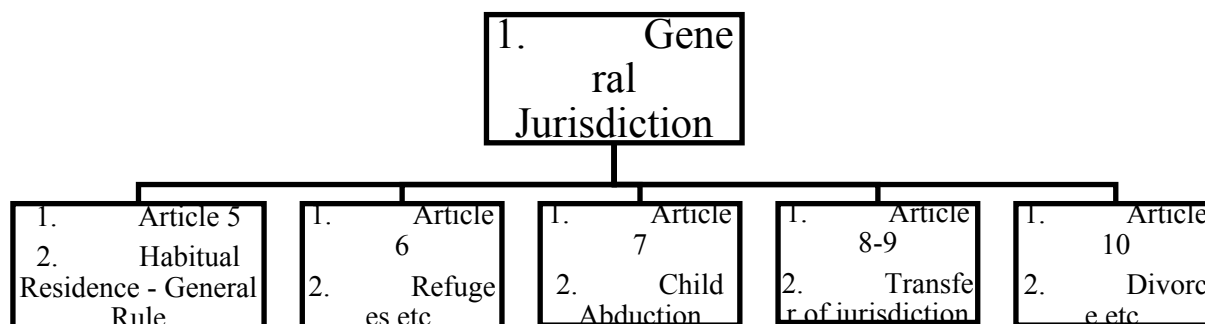 1. Gene
ral
Jurisdiction
1. Article 5
2. Habitual
Residence - General
Rule
1. Article
6
2. Refuge
es etc
1. Article
7
2. Child
Abduction
1. Article
8-9
2. Transfe
r of jurisdiction
1. Article
10
2. Divorc
e etc